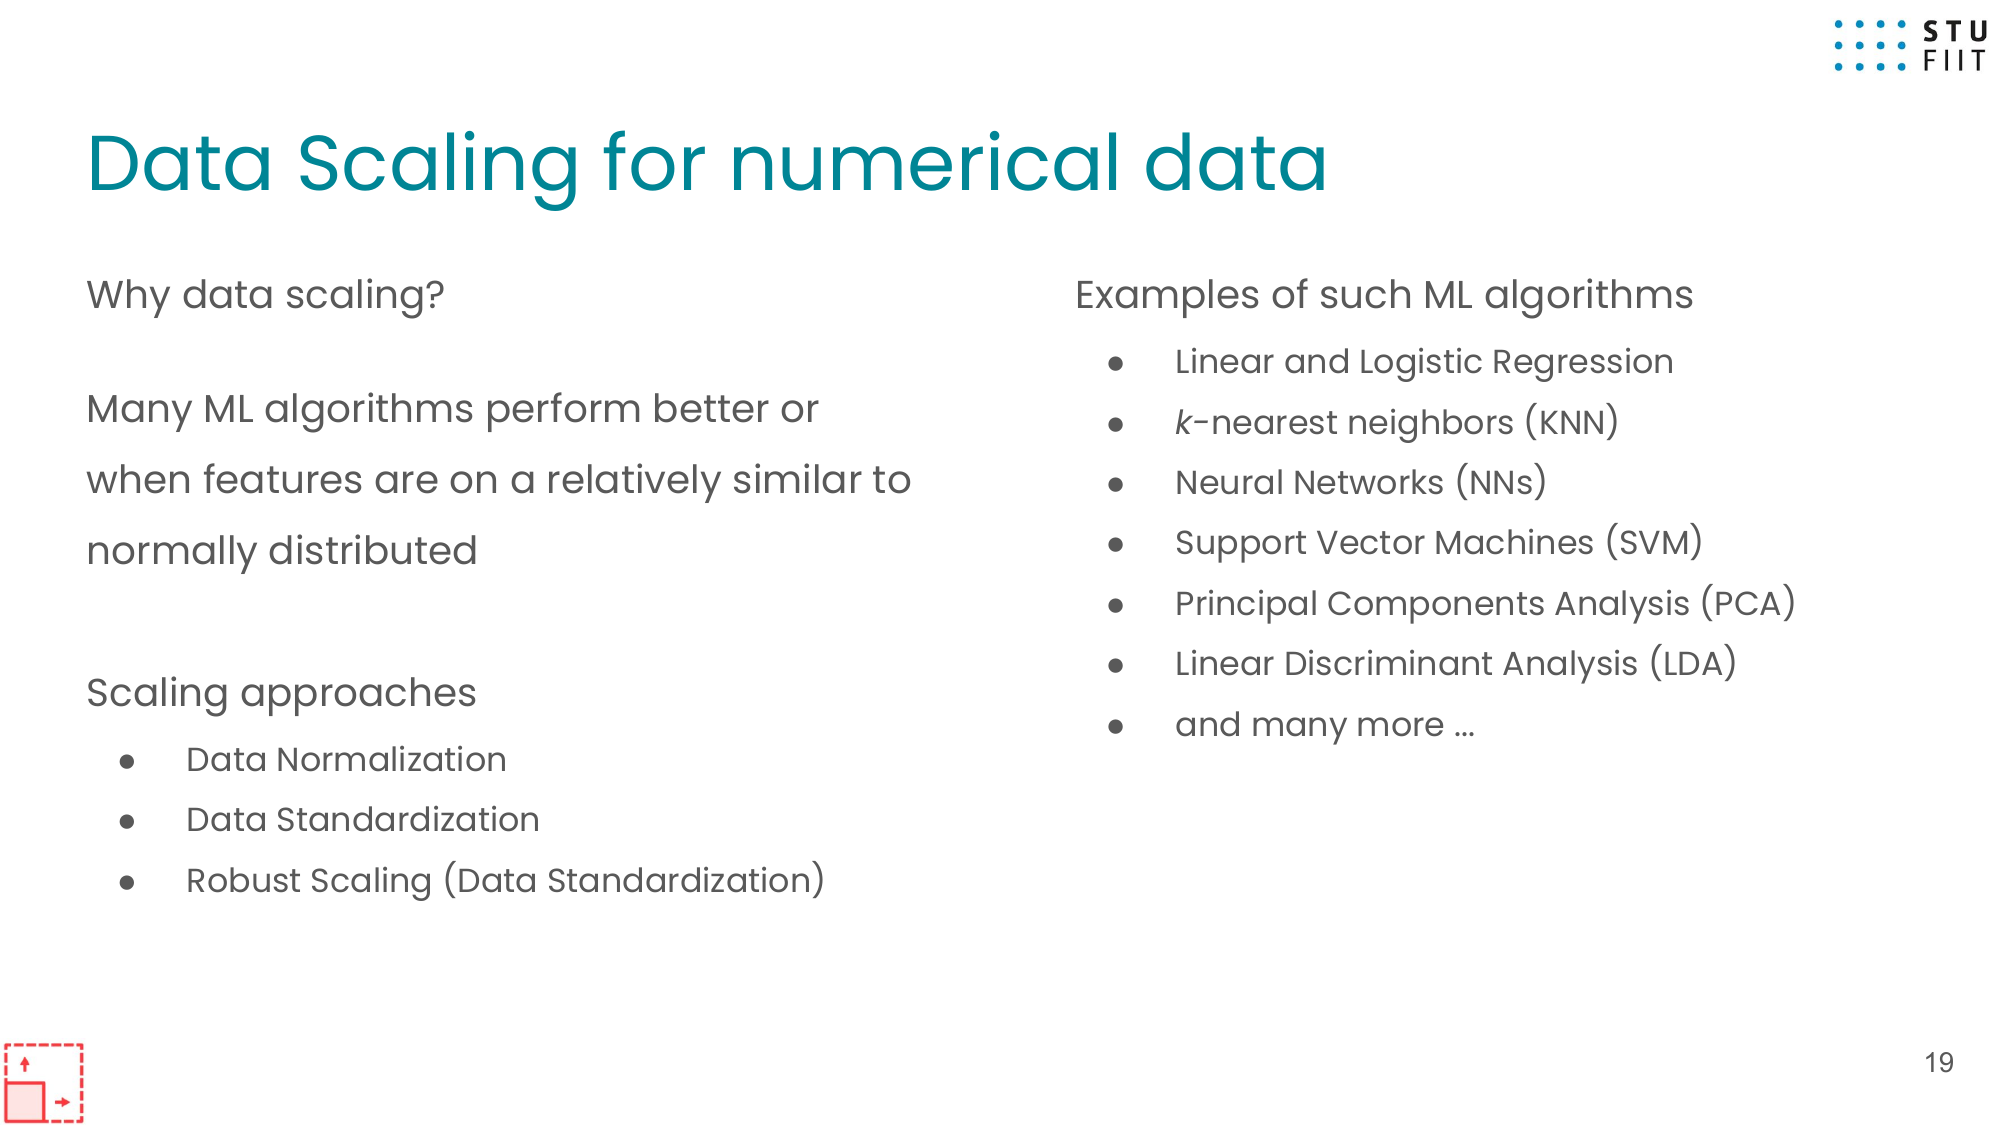 STU
FIIT
Data Scaling for numerical data
Why data scaling?
Many ML algorithms perform better or
when features are on a relatively similar to
normally distributed
Scaling approaches
● Data Normalization
● Data Standardization
● Robust Scaling (Data Standardization)
Examples of such ML algorithms
● Linear and Logistic Regression
● k-nearest neighbors (KNN)
● Neural Networks (NNs)
● Support Vector Machines (SVM)
● Principal Components Analysis (PCA)
● Linear Discriminant Analysis (LDA)
● and many more ...
19